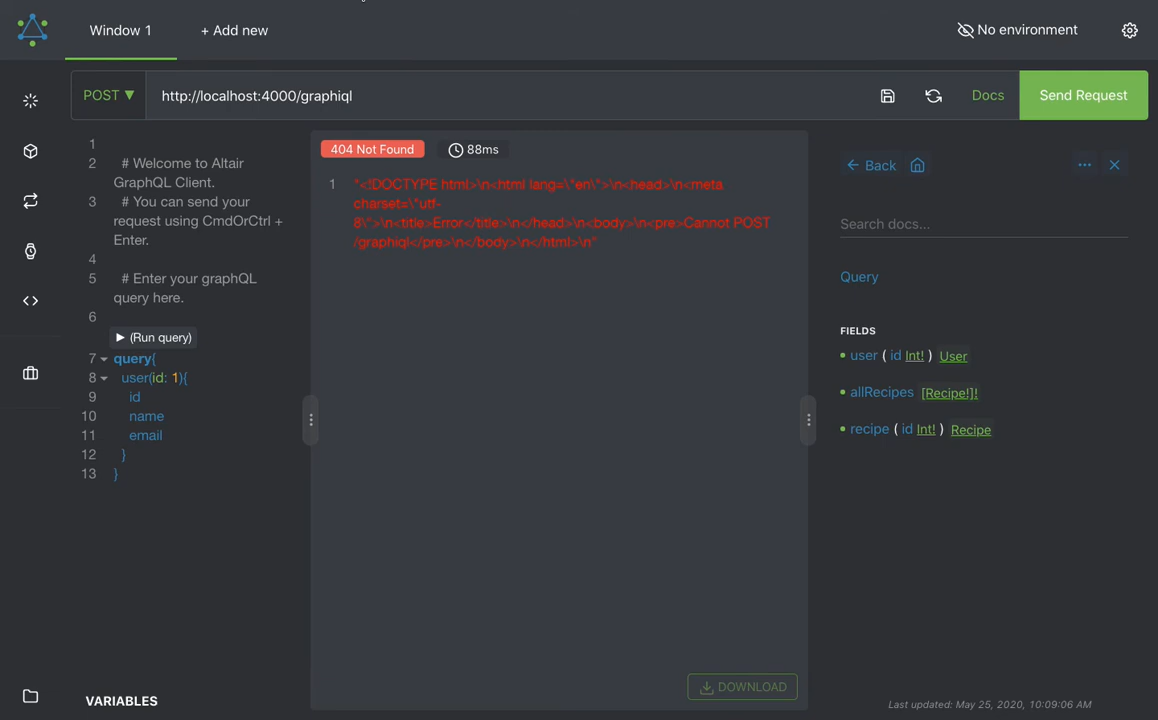 Window 1
+ Add new
No environment
POST ▼
http://localhost:4000/graphiql
Docs
Send Request
1
2 # Welcome to Altair
GraphQL Client.
3 # You can send your
request using CmdOrCtrl +
Enter.
4
5 # Enter your graphQL
query here.
6
▶ (Run query)
7 query{
8 user(id: 1){
9 id
10 name
11 email
12 }
13 }
VARIABLES
404 Not Found
88ms
1 "<!DOCTYPE html>\n<html lang=\"en\">\n<head>\n<meta
charset=\"utf-
8\">\n<title>Error</title>\n</head>\n<body>\n<pre>Cannot POST
/graphiql</pre>\n</body>\n</html>\n"
DOWNLOAD
← Back
Search docs...
Query
FIELDS
• user ( id Int! ) User
• allRecipes [Recipe!]!
• recipe ( id Int! ) Recipe
Last updated: May 25, 2020, 10:09:06 AM